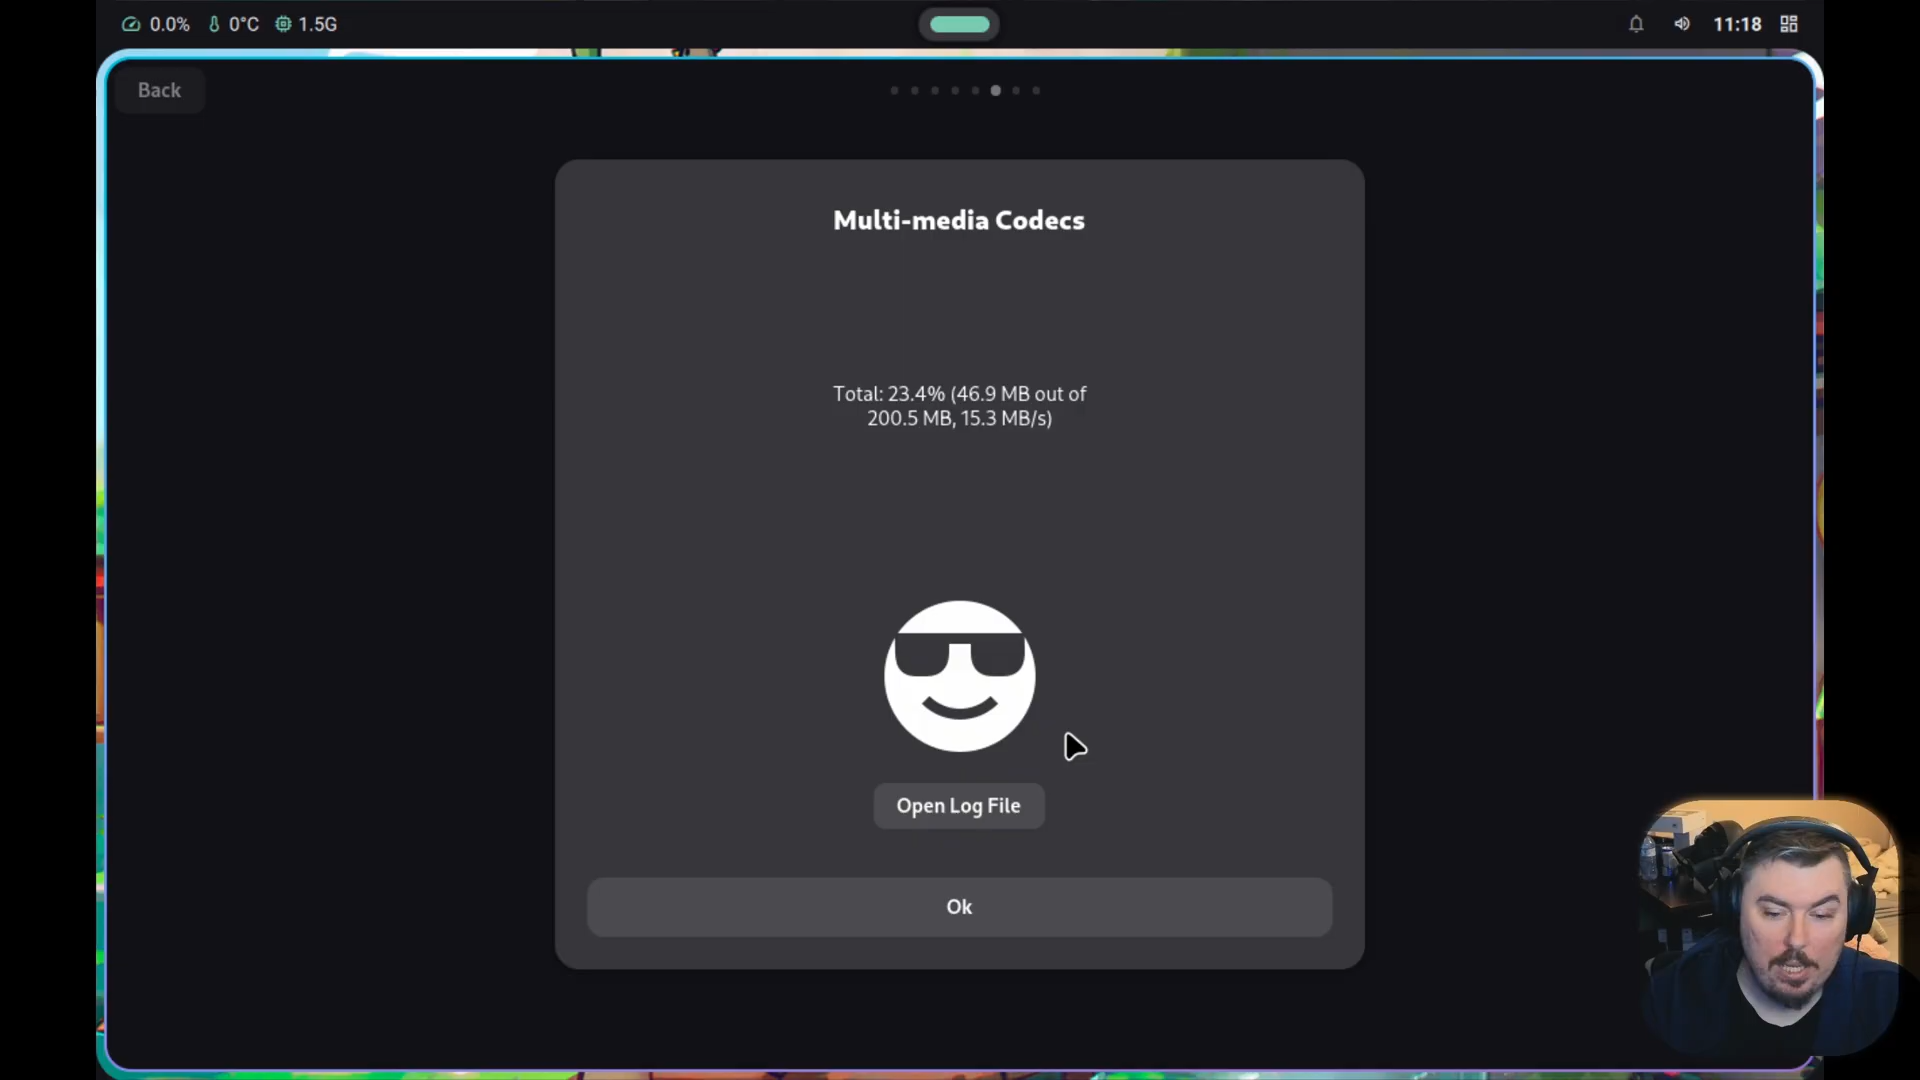 0.0% 0°C 1.5G
11:18
Back
Multi-media Codecs
Total: 23.4% (46.9 MB out of
200.5 MB, 15.3 MB/s)
Open Log File
Ok